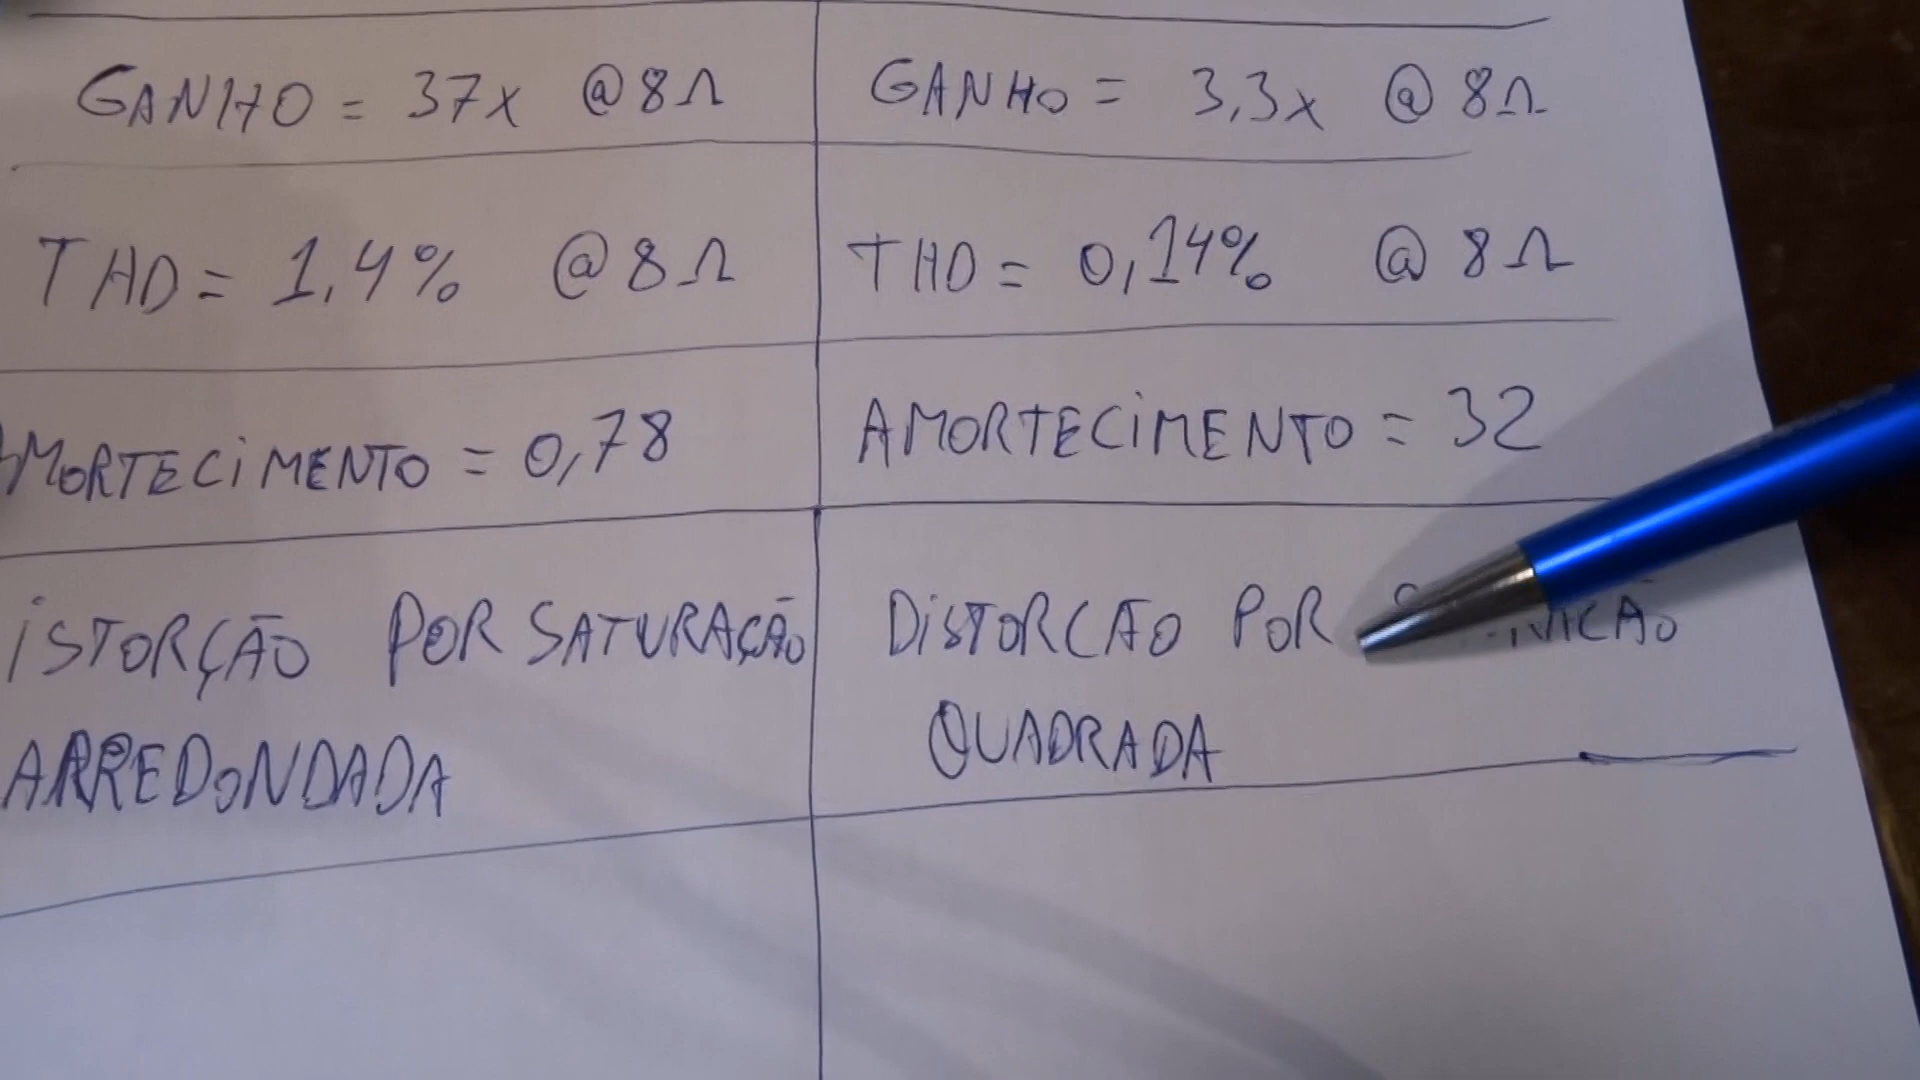 GANHO = 37x @ 8Ω
GANHO = 3,3x @ 8Ω
THD = 1,4% @ 8Ω
THD = 0,14% @ 8Ω
MORTECIMENTO = 0,78
AMORTECIMENTO = 32
ISTORÇÃO POR SATURAÇÃO
ARREDONDADA
DISTORCÃO POR
QUADRADA